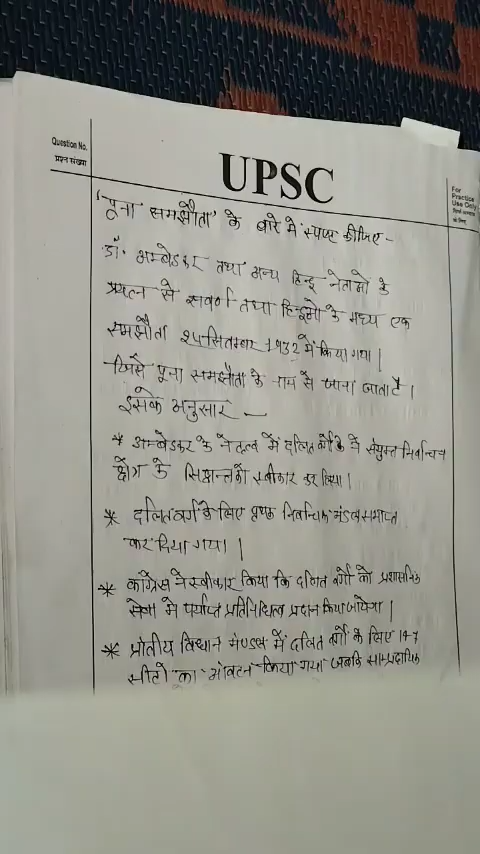 Question No.
प्रश्न संख्या
UPSC
For
Practice
Use Only
"पूना समझौता" के बारे में स्पष्ट कीजिए -
डॉ. अम्बेडकर तथा अन्य हिन्दू नेताओ के
प्रयत्न से सवर्ण तथा हिन्दुओ के मध्य एक
समझौता 24 सितम्बर 1932 में किया गया |
जिसे पूना समझौता के नाम से जाना जाता है |
इसके अनुसार —
* अम्बेडकर के नेतृत्व में दलित वर्गो ने संयुक्त निर्वाचन
क्षेत्र के सिद्धान्त को स्वीकार कर लिया |
* दलित वर्ग के लिए पृथक निर्वाचक मंडल समाप्त
कर दिया गया |
* कांग्रेस ने स्वीकार किया कि दलित वर्गो को प्रशासनिक
सेवा में पर्याप्त प्रतिनिधित्व प्रदान किया जायेगा |
* प्रांतीय विधान मण्डल में दलित वर्गो के लिए 147
सीटो का आंवटन किया गया जबकि साम्प्रदायिक